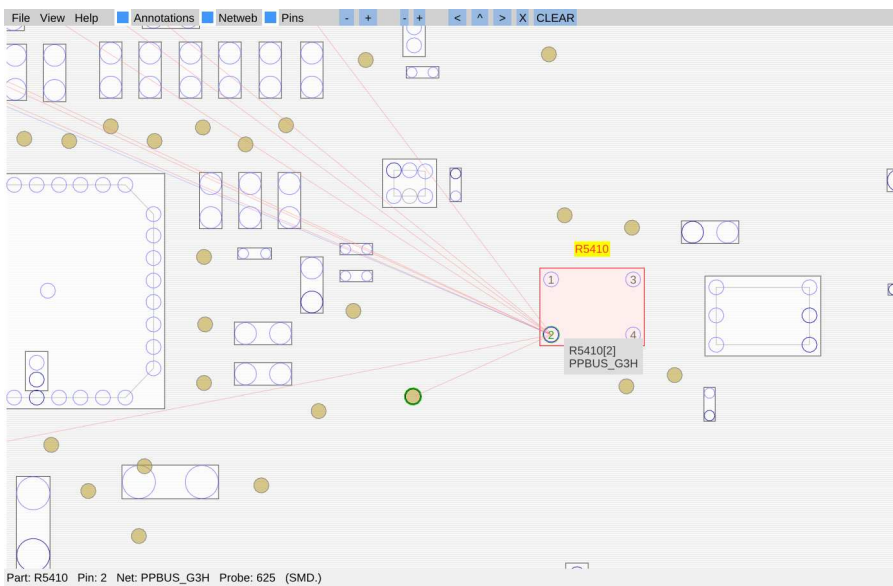 File View Help Annotations Netweb Pins - + - + < ^ > X CLEAR
R5410
1 3
2 4
R5410[2]
PPBUS_G3H
Part: R5410 Pin: 2 Net: PPBUS_G3H Probe: 625 (SMD.)